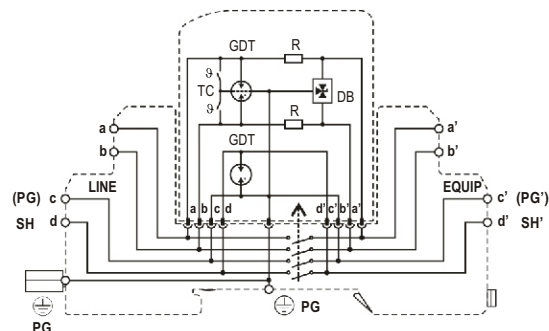 GDT R
ϑ
TC
ϑ
DB
R
GDT
a a'
b b'
LINE EQUIP
a b c d d' c' b' a'
(PG) c c' (PG')
SH d d' SH'
PG
PG